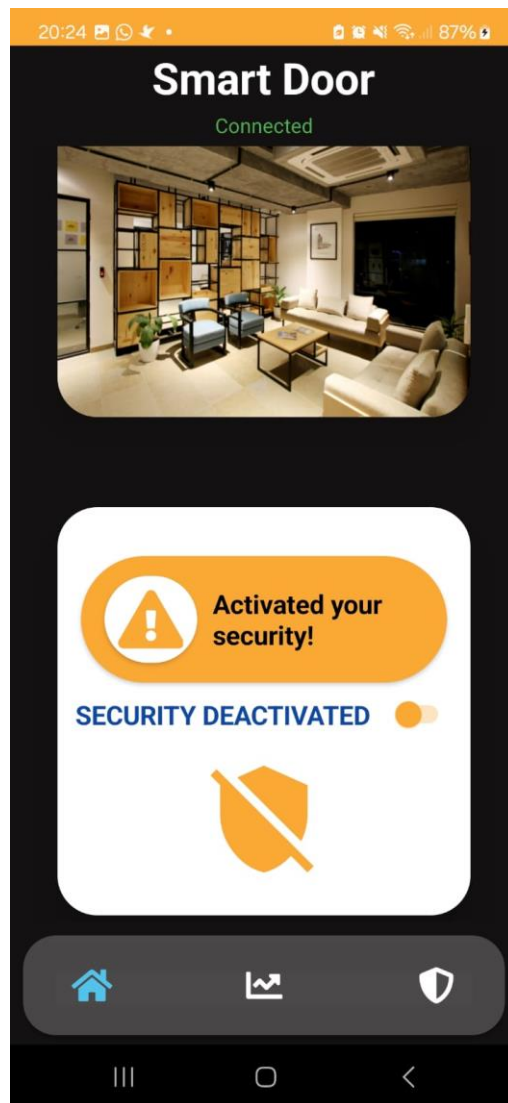 20:24 87%
Smart Door
Connected
Activated your
security!
SECURITY DEACTIVATED